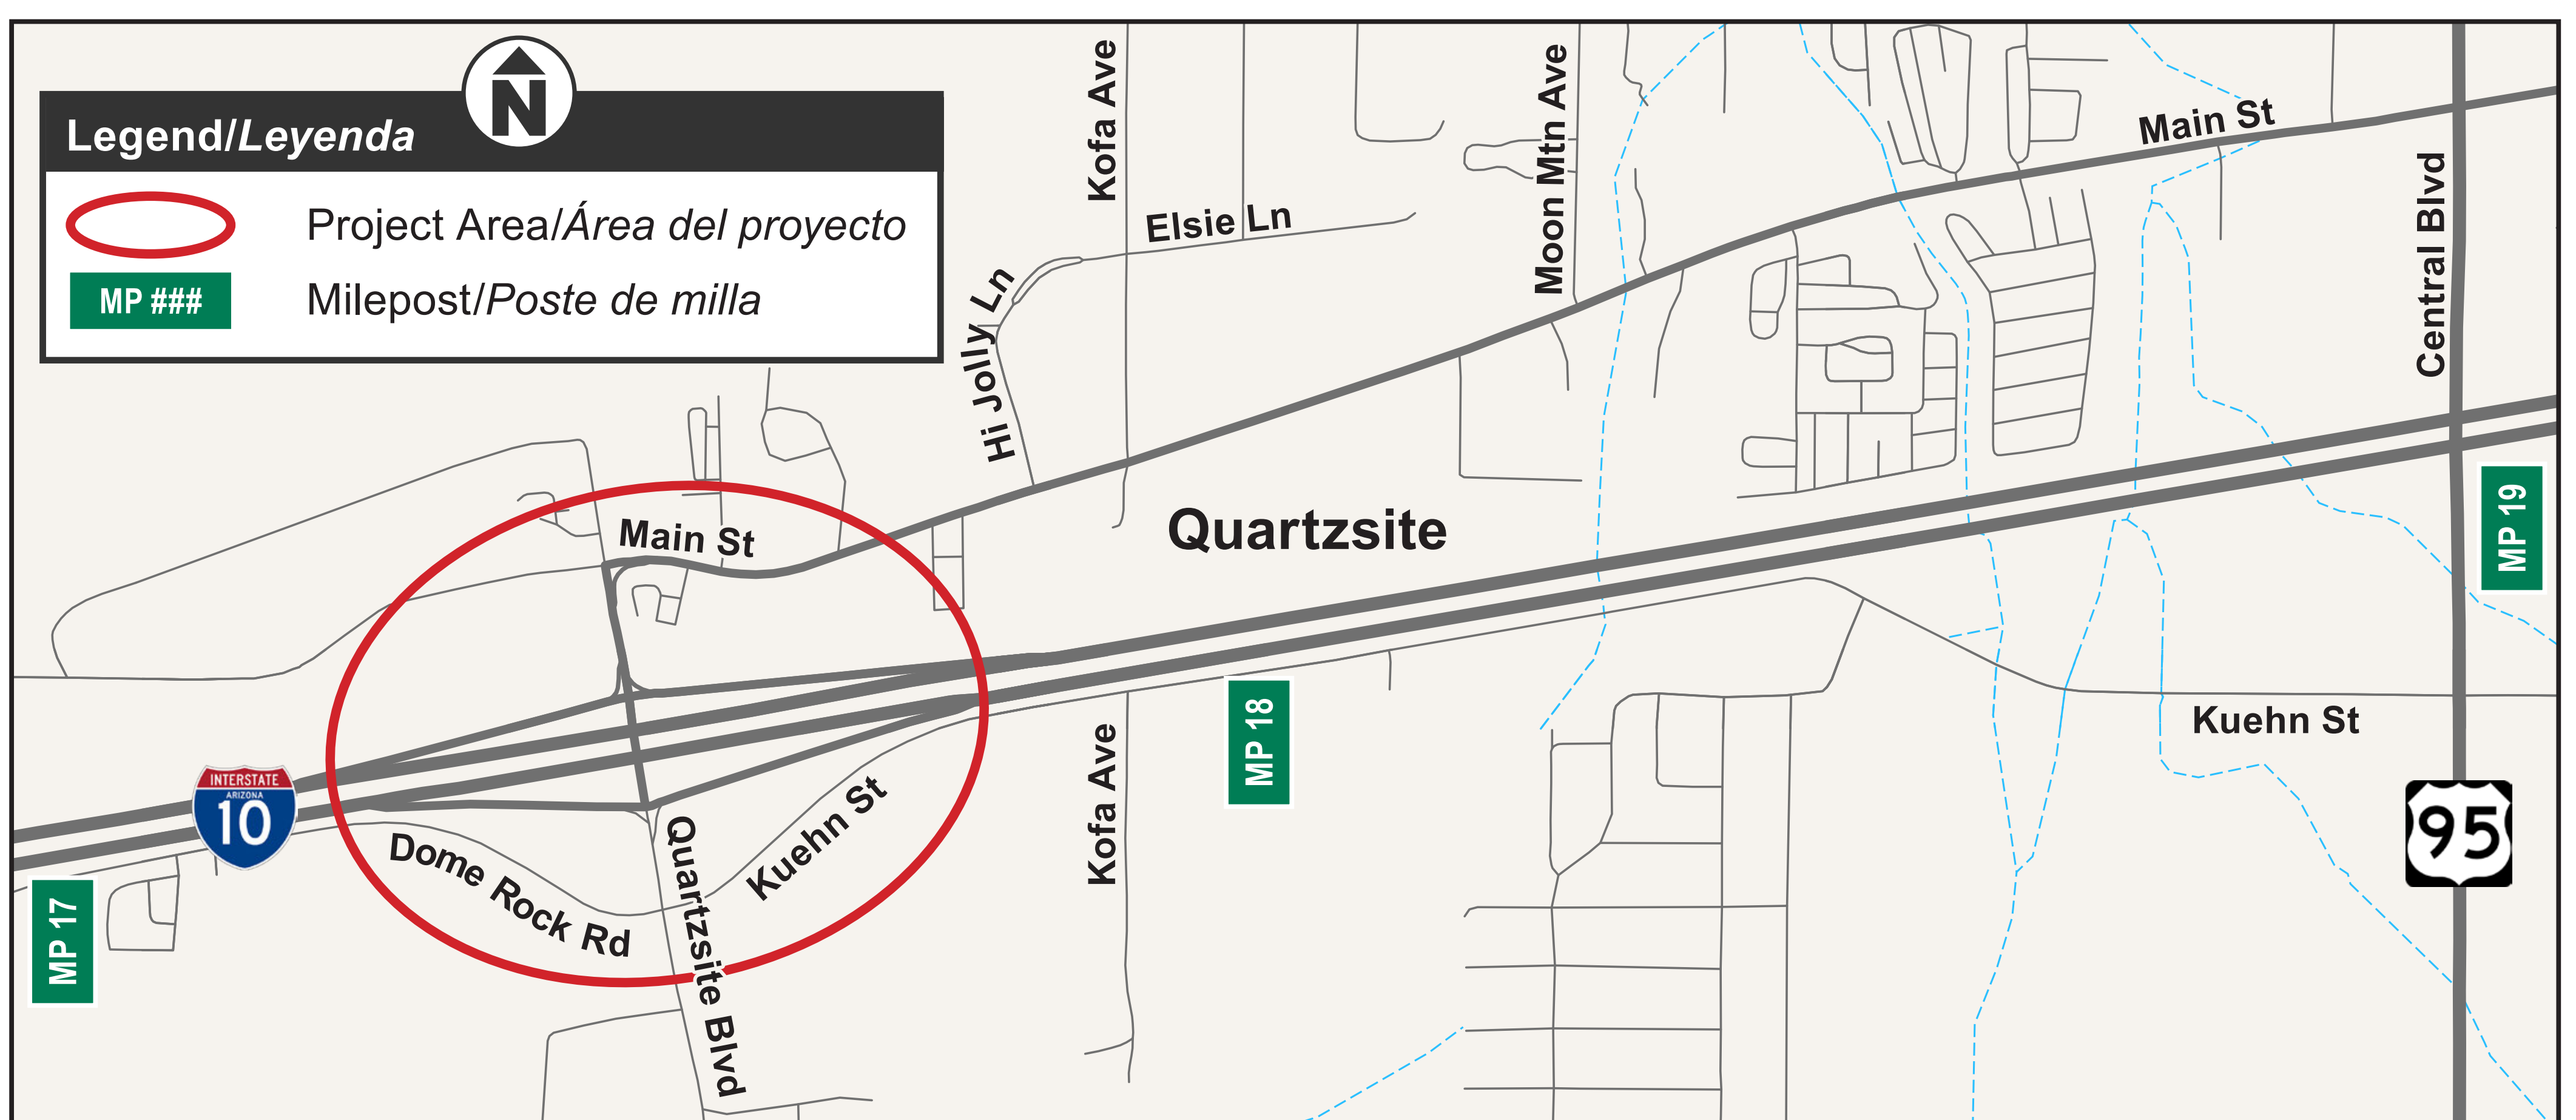 N
Legend/Leyenda
Project Area/Área del proyecto
MP ###
Milepost/Poste de milla
Kofa Ave
Elsie Ln
Hi Jolly Ln
Moon Mtn Ave
Main St
Central Blvd
Main St
Quartzsite
MP 19
MP 18
Kuehn St
INTERSTATE
ARIZONA
10
Dome Rock Rd
Quartzsite Blvd
Kuehn St
Kofa Ave
95
MP 17